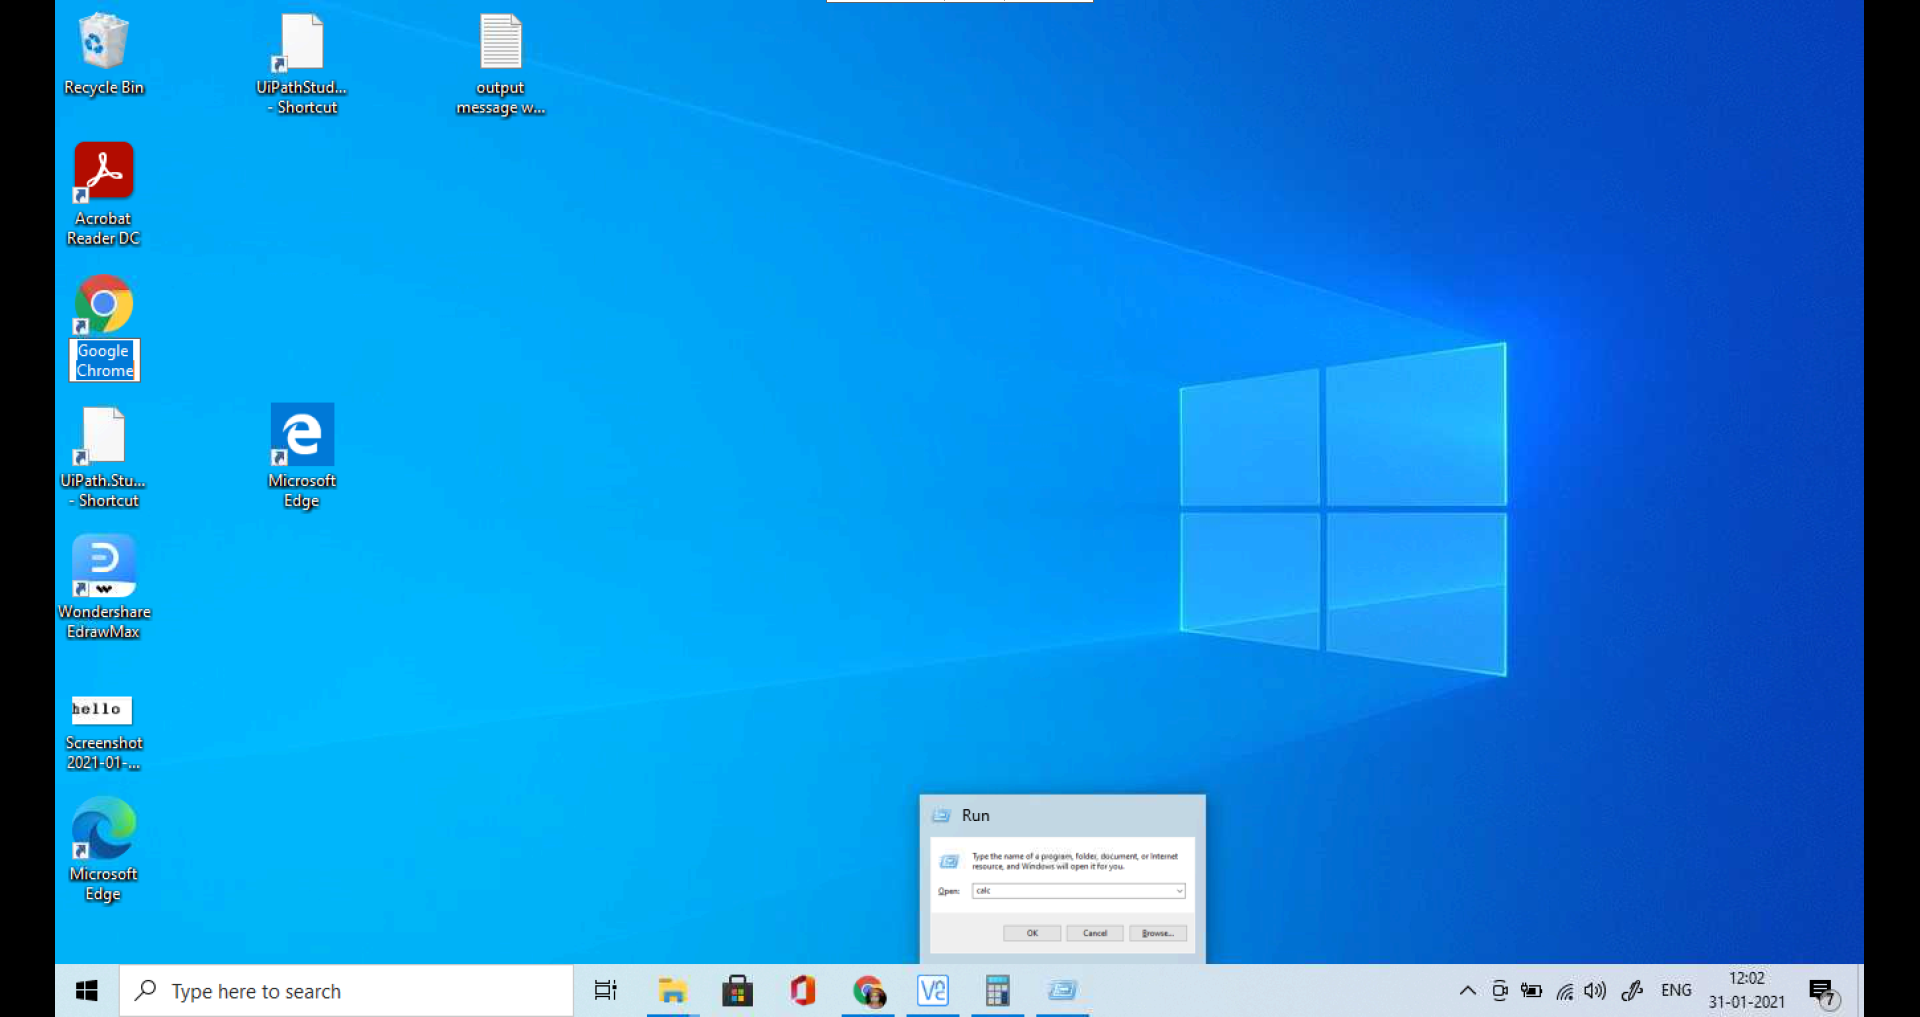 Recycle Bin
UiPathStud...
- Shortcut
output
message w...
Acrobat
Reader DC
Google
Chrome
UiPath.Stu...
- Shortcut
Microsoft
Edge
Wondershare
EdrawMax
hello
Screenshot
2021-01-...
Microsoft
Edge
Run
Type the name of a program, folder, document, or Internet
resource, and Windows will open it for you.
Open: calc
OK Cancel Browse...
Type here to search
ENG
12:02
31-01-2021
7